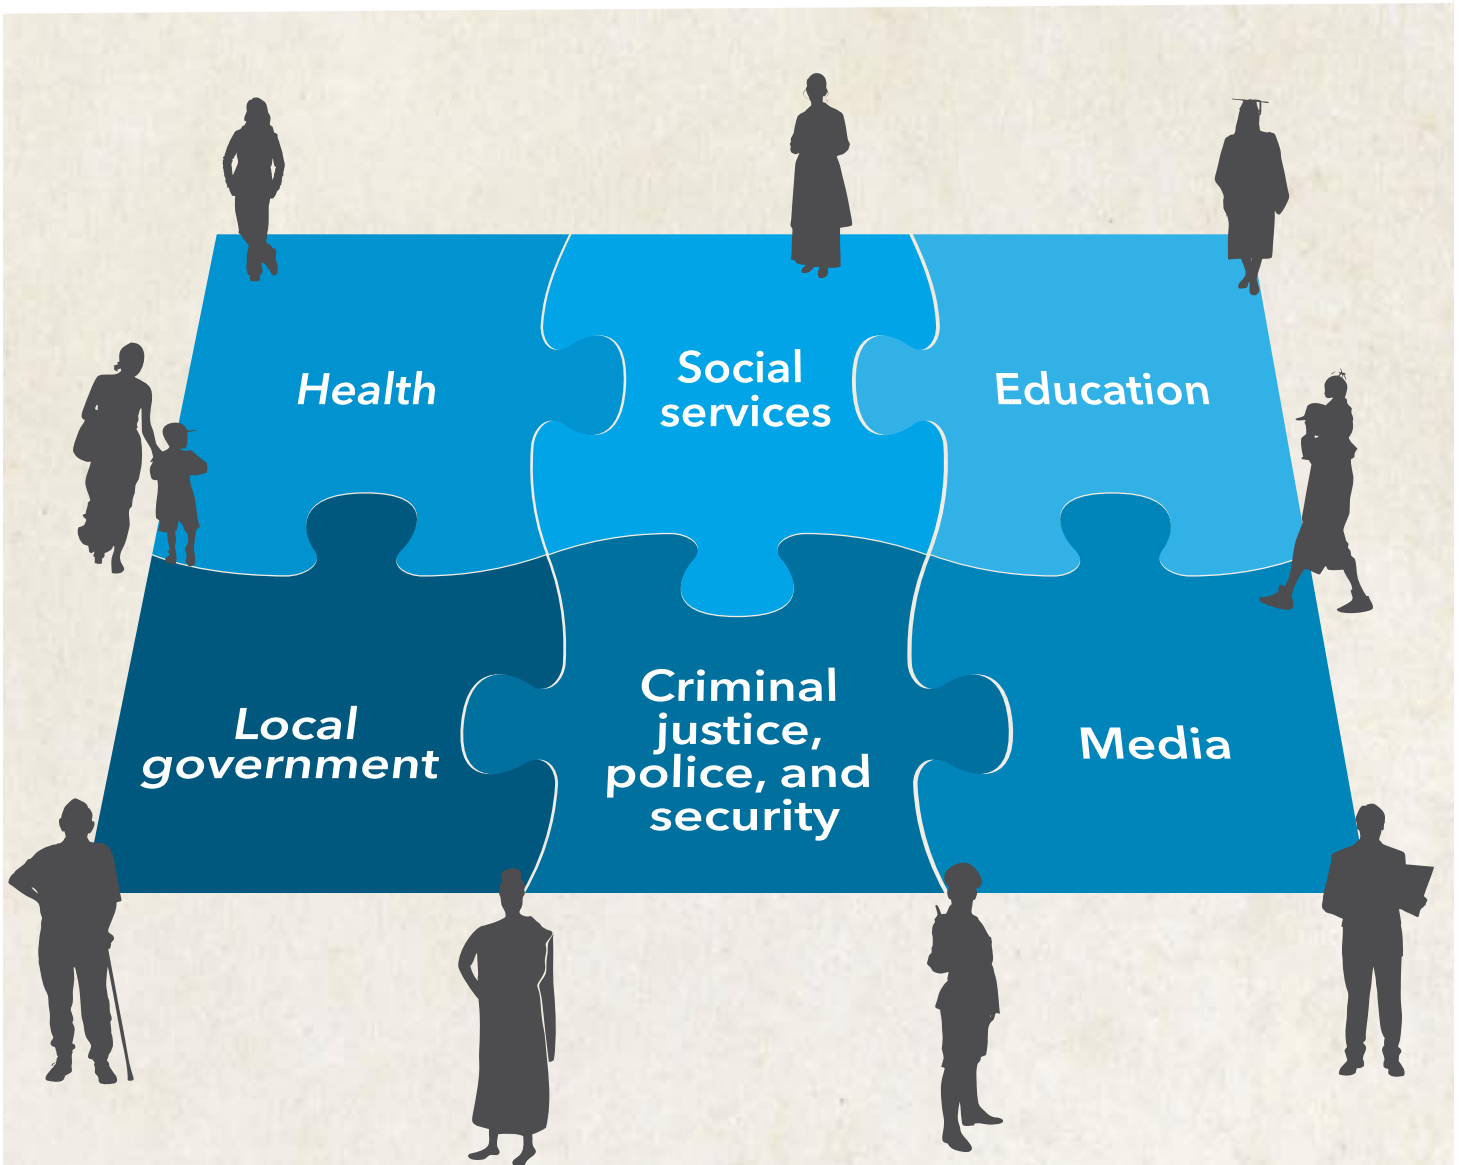 Health
Social
services
Education
Local
government
Criminal
justice,
police, and
security
Media